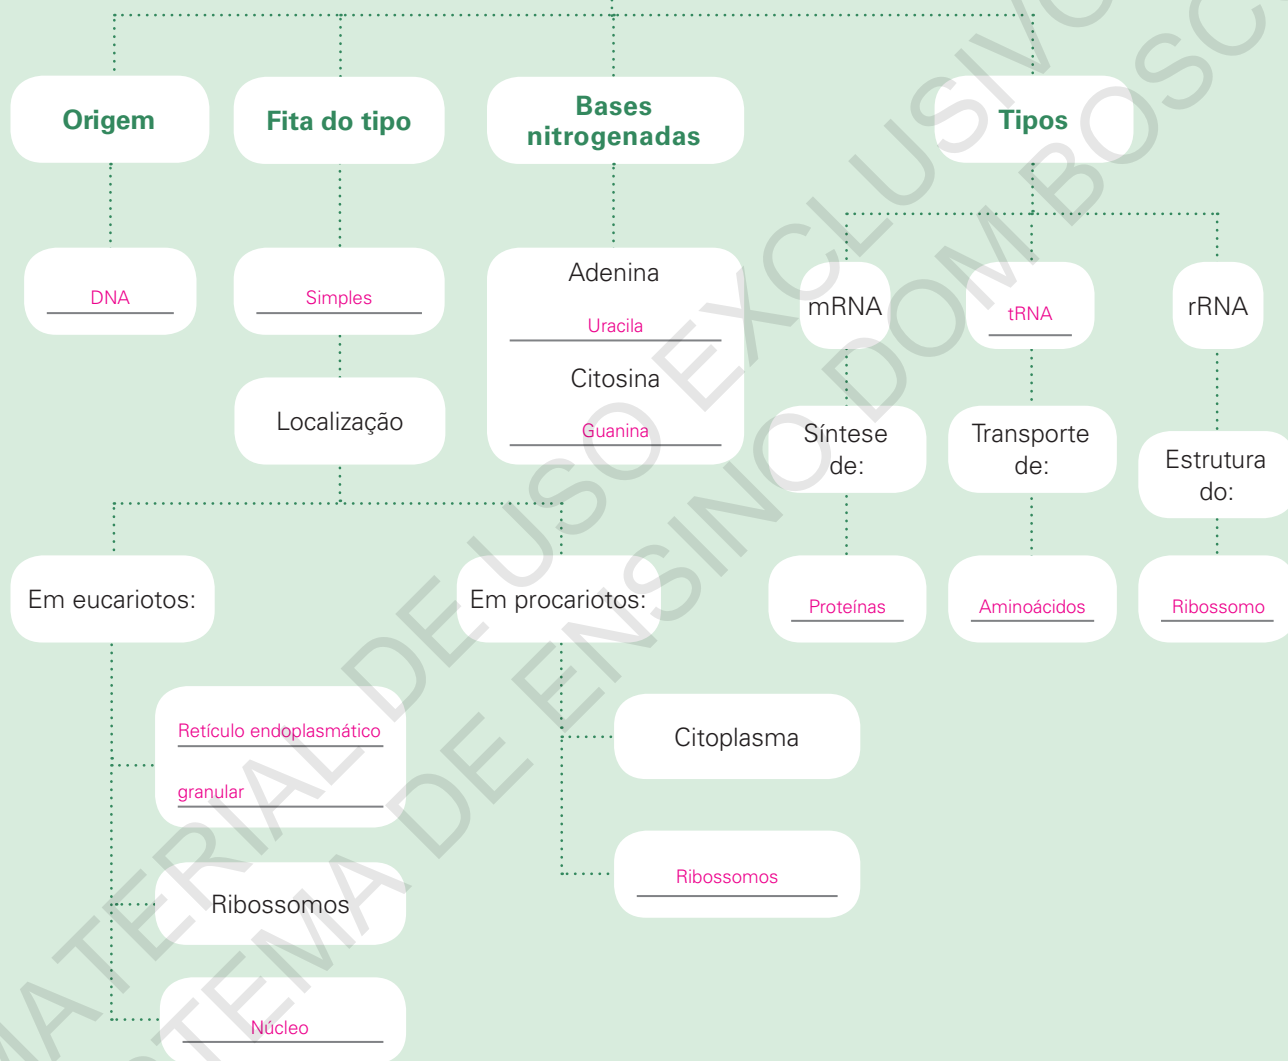 Origem
Fita do tipo
Bases
nitrogenadas
Tipos
DNA
Simples
Adenina
Uracila
Citosina
Guanina
mRNA
tRNA
rRNA
Localização
Síntese
de:
Transporte
de:
Estrutura
do:
Em eucariotos:
Em procariotos:
Proteínas
Aminoácidos
Ribossomo
Retículo endoplasmático
granular
Citoplasma
Ribossomos
Ribossomos
Núcleo
MATERIAL DE USO EXCLUSIVO
SISTEMA DE ENSINO DOM BOSCO